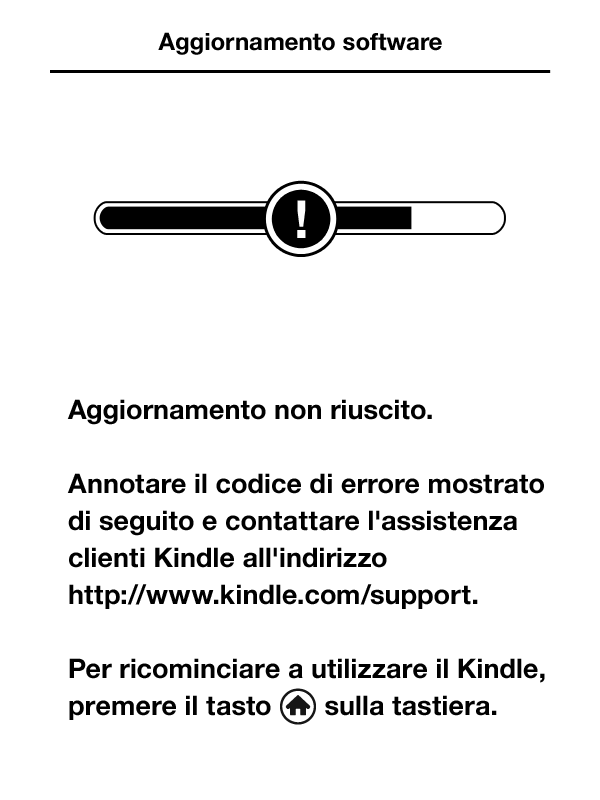 Aggiornamento software
!
Aggiornamento non riuscito.
Annotare il codice di errore mostrato
di seguito e contattare l'assistenza
clienti Kindle all'indirizzo
http://www.kindle.com/support.
Per ricominciare a utilizzare il Kindle,
premere il tasto sulla tastiera.